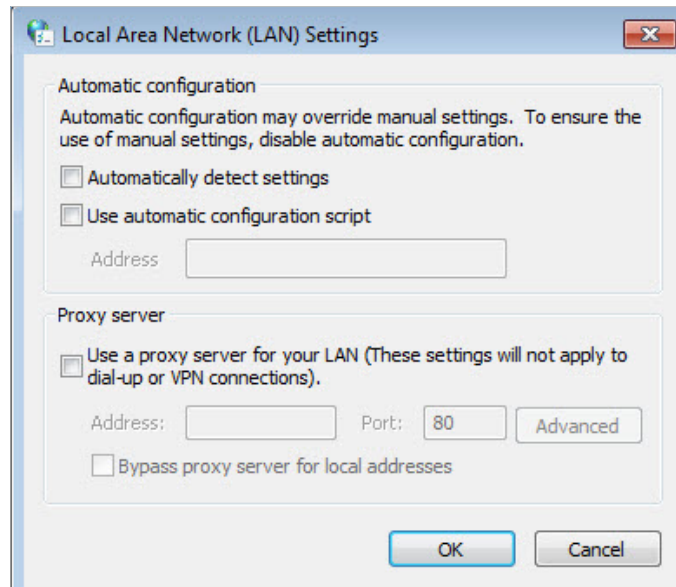 Local Area Network (LAN) Settings
Automatic configuration
Automatic configuration may override manual settings. To ensure the
use of manual settings, disable automatic configuration.
Automatically detect settings
Use automatic configuration script
Address
Proxy server
Use a proxy server for your LAN (These settings will not apply to
dial-up or VPN connections).
Address: Port: 80 Advanced
Bypass proxy server for local addresses
OK Cancel